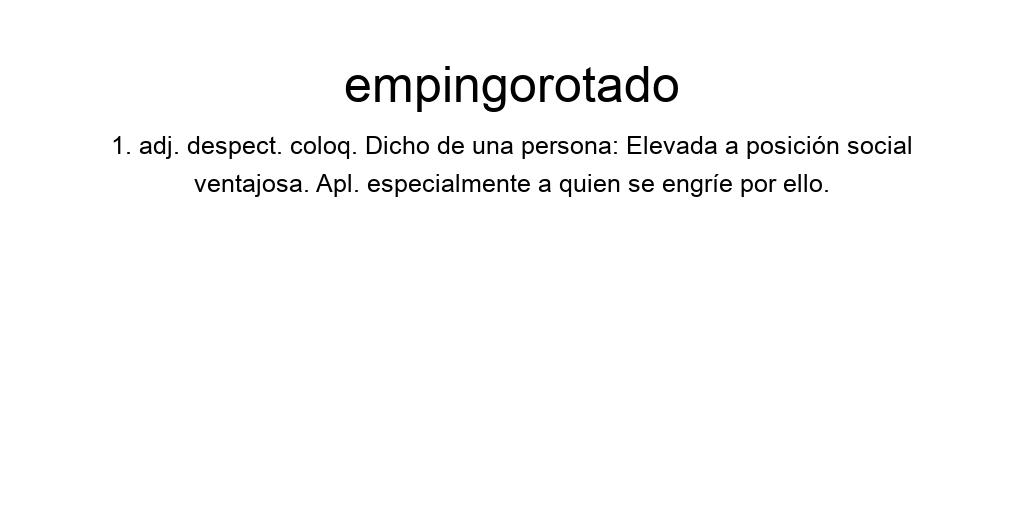 empingorotado
1. adj. despect. coloq. Dicho de una persona: Elevada a posición social
ventajosa. Apl. especialmente a quien se engríe por ello.